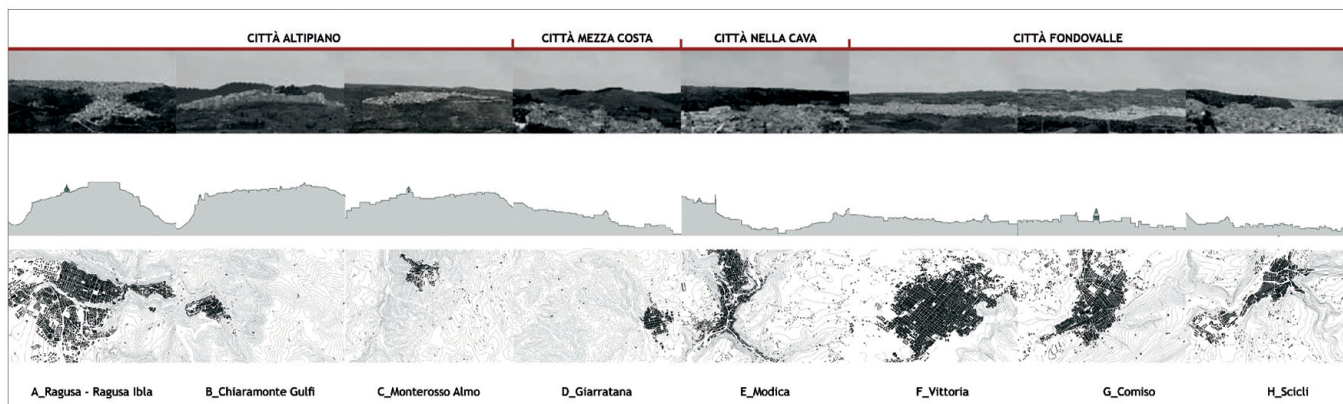 CITTÀ ALTIPIANO
CITTÀ MEZZA COSTA
CITTÀ NELLA CAVA
CITTÀ FONDOVALLE
A_Ragusa - Ragusa Ibla
B_Chiaramonte Gulfi
C_Monterosso Almo
D_Giarratana
E_Modica
F_Vittoria
G_Comiso
H_Scicli